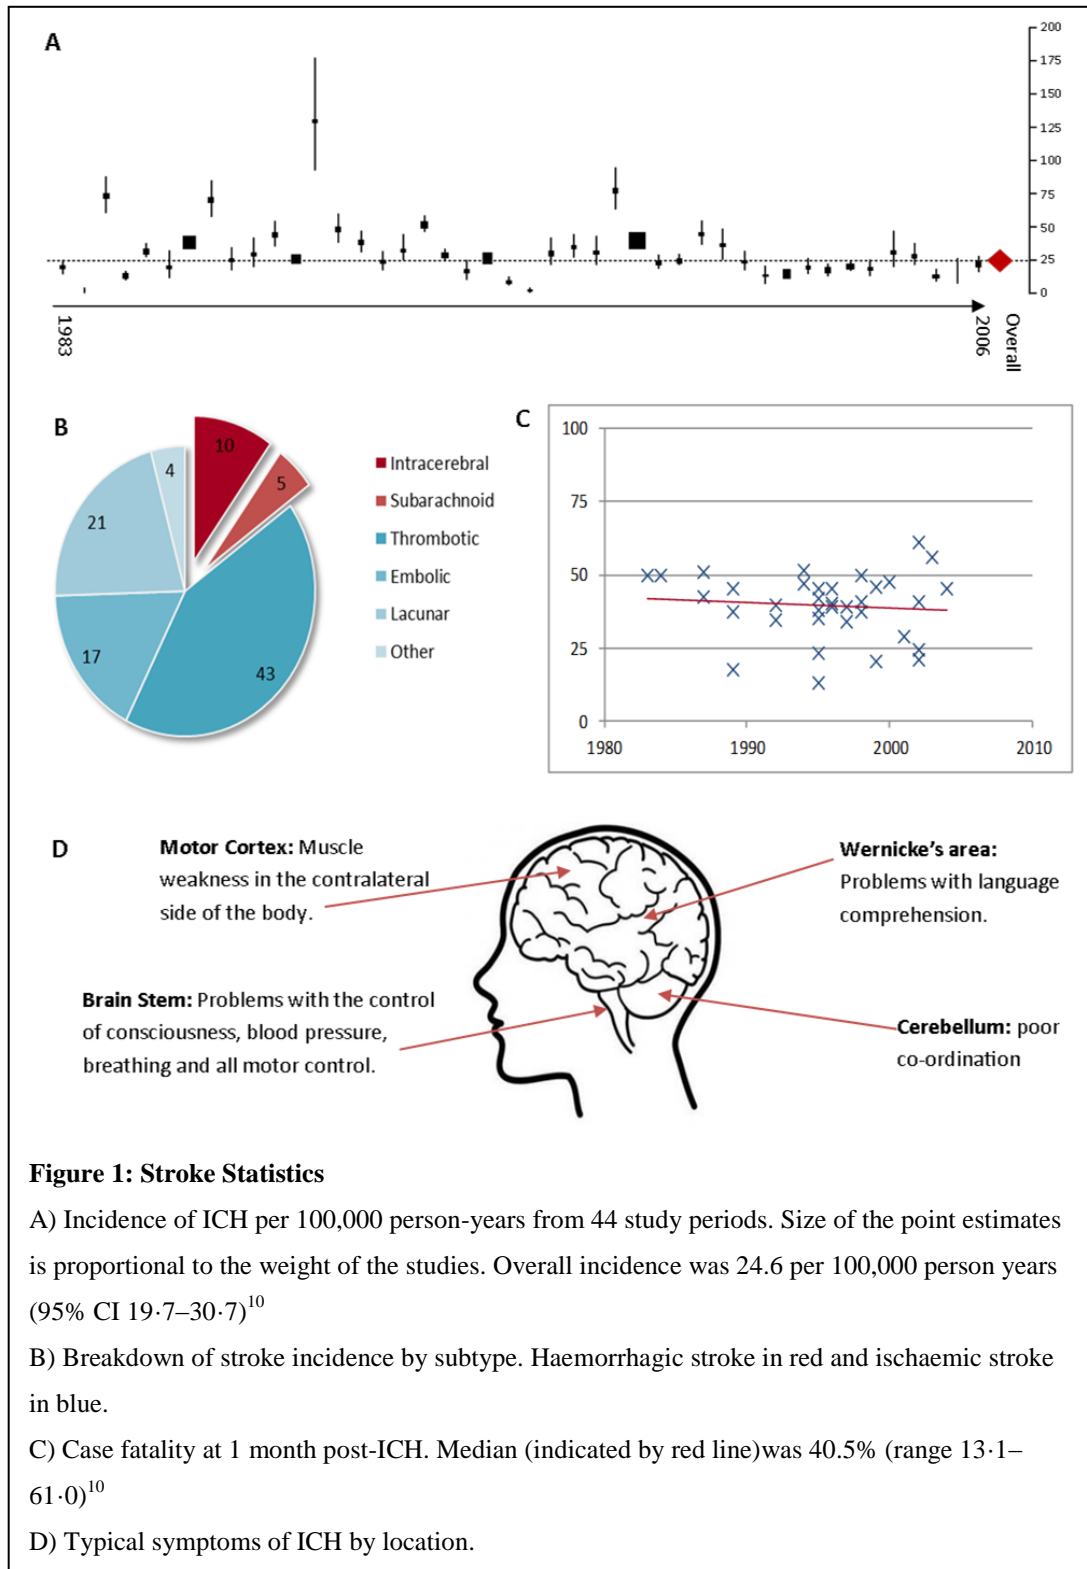 A
200
175
150
125
100
75
50
25
0
1983
2006
Overall
B
10
5
43
17
21
4
Intracerebral
Subarachnoid
Thrombotic
Embolic
Lacunar
Other
C
100
75
50
25
0
1980
1990
2000
2010
D
Motor Cortex: Muscle
weakness in the contralateral
side of the body.
Wernicke's area:
Problems with language
comprehension.
Brain Stem: Problems with the control
of consciousness, blood pressure,
breathing and all motor control.
Cerebellum: poor
co-ordination
Figure 1: Stroke Statistics
A) Incidence of ICH per 100,000 person-years from 44 study periods. Size of the point estimates
is proportional to the weight of the studies. Overall incidence was 24.6 per 100,000 person years
(95% CI 19·7–30·7)10
B) Breakdown of stroke incidence by subtype. Haemorrhagic stroke in red and ischaemic stroke
in blue.
C) Case fatality at 1 month post-ICH. Median (indicated by red line)was 40.5% (range 13·1–
61·0)10
D) Typical symptoms of ICH by location.